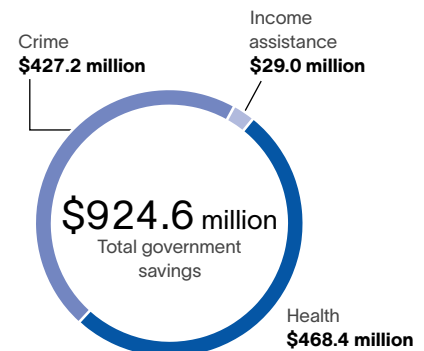 Income
assistance
$29.0 million
Crime
$427.2 million
$924.6 million
Total government
savings
Health
$468.4 million